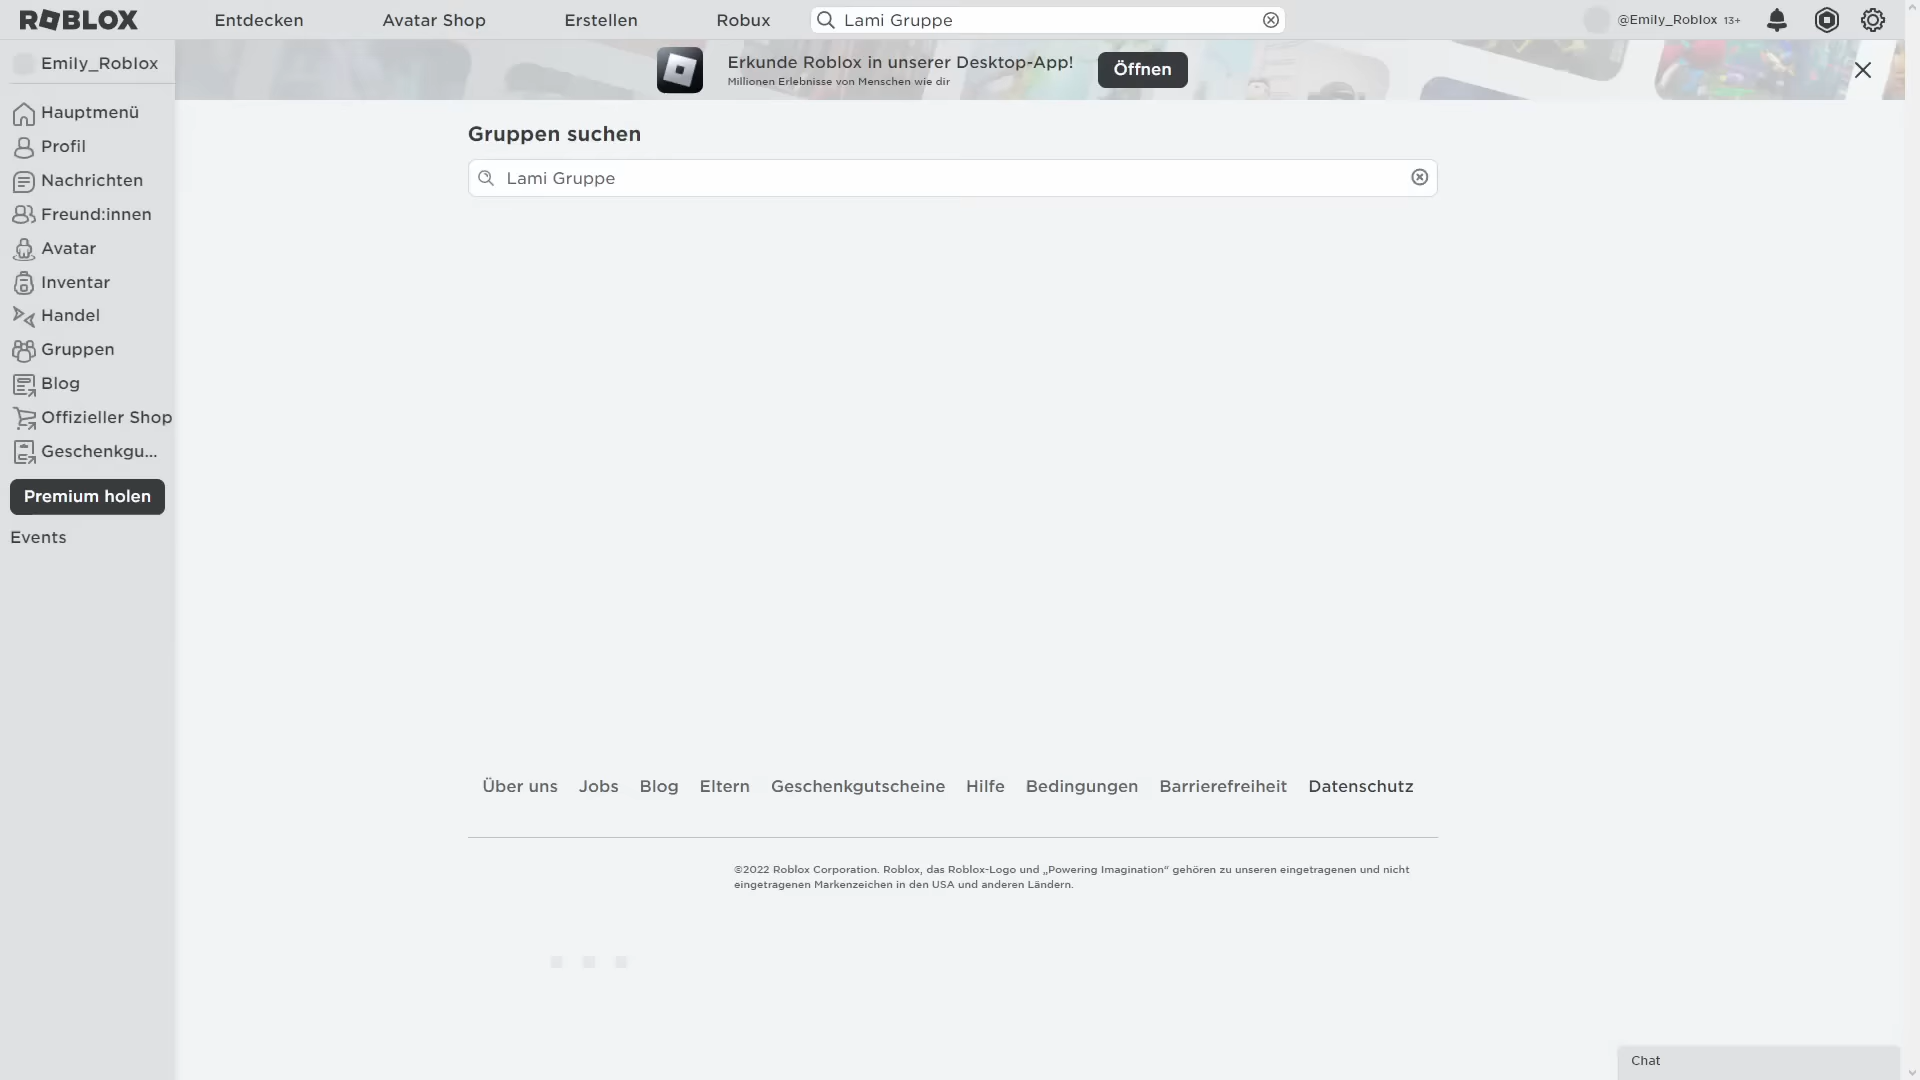 ROBLOX
Entdecken
Avatar Shop
Erstellen
Robux
Lami Gruppe
@Emily_Roblox 13+
Emily_Roblox
Hauptmenü
Profil
Nachrichten
Freund:innen
Avatar
Inventar
Handel
Gruppen
Blog
Offizieller Shop
Geschenkgu...
Premium holen
Events
Erkunde Roblox in unserer Desktop-App!
Millionen Erlebnisse von Menschen wie dir
Öffnen
Gruppen suchen
Lami Gruppe
Über uns Jobs Blog Eltern Geschenkgutscheine Hilfe Bedingungen Barrierefreiheit Datenschutz
©2022 Roblox Corporation. Roblox, das Roblox-Logo und „Powering Imagination“ gehören zu unseren eingetragenen und nicht
eingetragenen Markenzeichen in den USA und anderen Ländern.
Chat